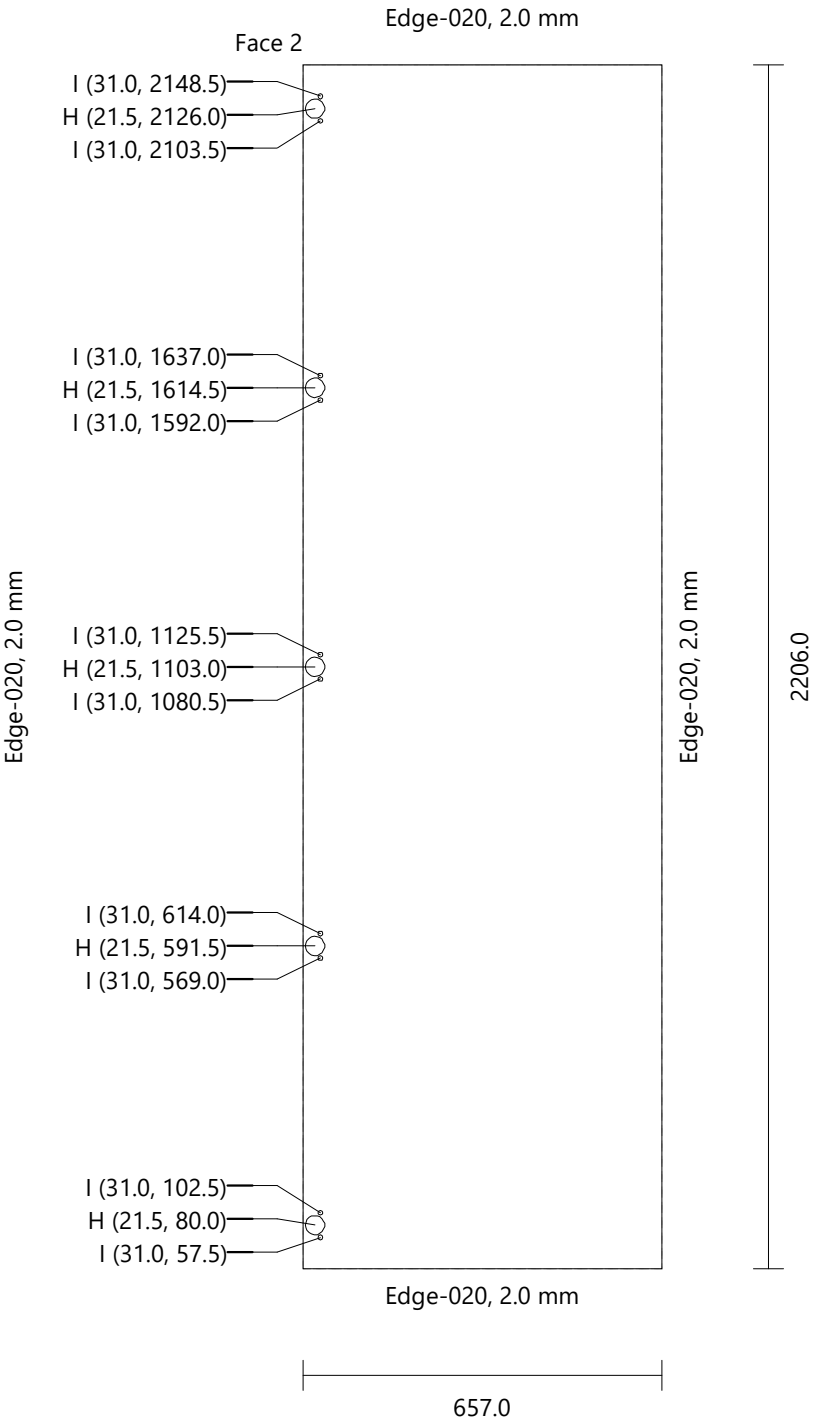 Edge-020, 2.0 mm
Face 2
I (31.0, 2148.5)
H (21.5, 2126.0)
I (31.0, 2103.5)
I (31.0, 1637.0)
H (21.5, 1614.5)
I (31.0, 1592.0)
Edge-020, 2.0 mm
I (31.0, 1125.5)
H (21.5, 1103.0)
I (31.0, 1080.5)
Edge-020, 2.0 mm
2206.0
I (31.0, 614.0)
H (21.5, 591.5)
I (31.0, 569.0)
I (31.0, 102.5)
H (21.5, 80.0)
I (31.0, 57.5)
Edge-020, 2.0 mm
657.0